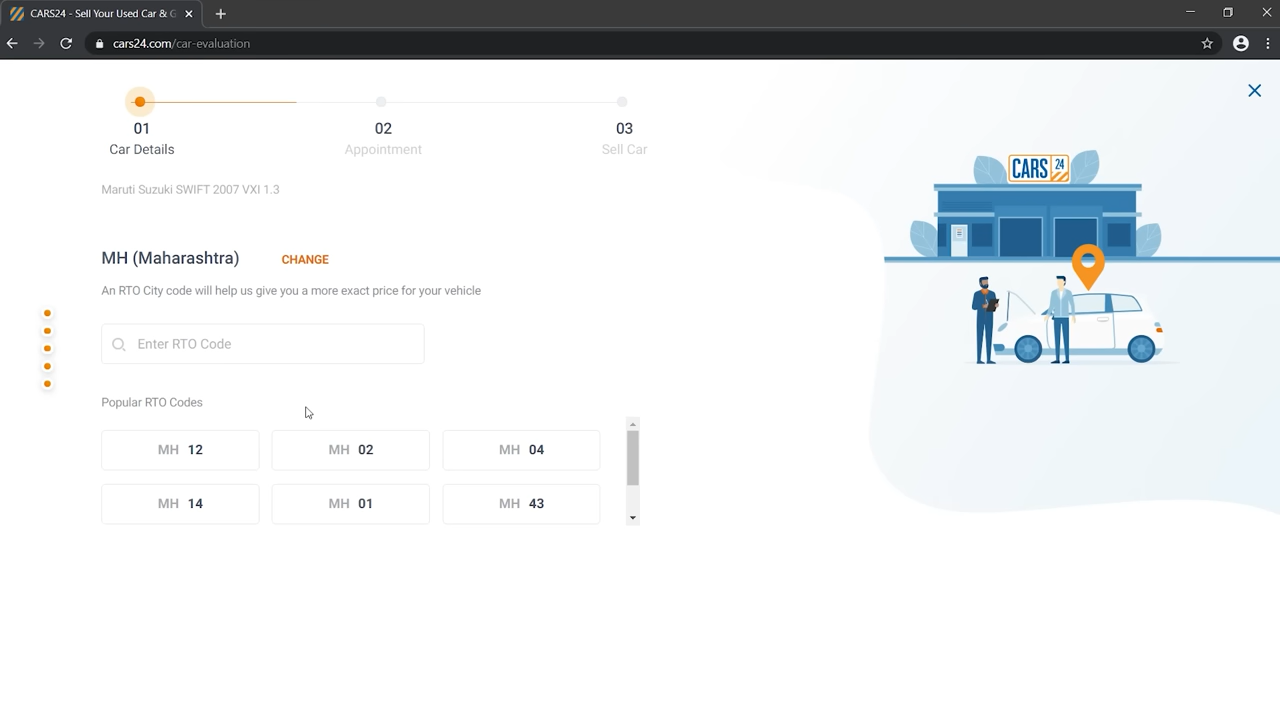 CARS24 - Sell Your Used Car & G
cars24.com/car-evaluation
01
Car Details
02
Appointment
03
Sell Car
Maruti Suzuki SWIFT 2007 VXI 1.3
MH (Maharashtra) CHANGE
An RTO City code will help us give you a more exact price for your vehicle
Enter RTO Code
Popular RTO Codes
MH 12
MH 02
MH 04
MH 14
MH 01
MH 43
CARS 24